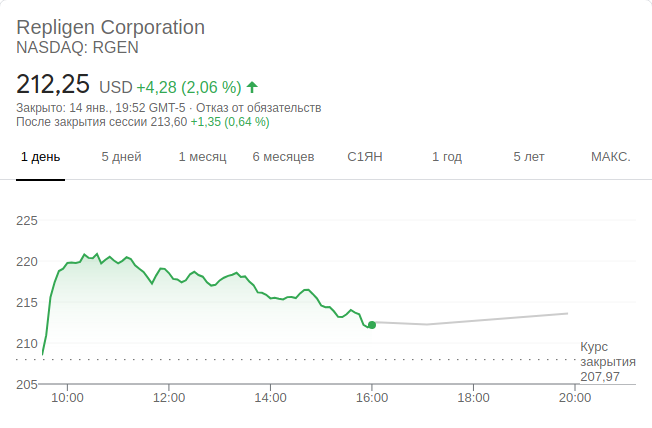 Repligen Corporation
NASDAQ: RGEN
212,25 USD +4,28 (2,06 %)
Закрыто: 14 янв., 19:52 GMT-5 · Отказ от обязательств
После закрытия сессии 213,60 +1,35 (0,64 %)
1 день 5 дней 1 месяц 6 месяцев С1ЯН 1 год 5 лет МАКС.
225
220
215
210
205
Курс
закрытия
207,97
10:00 12:00 14:00 16:00 18:00 20:00